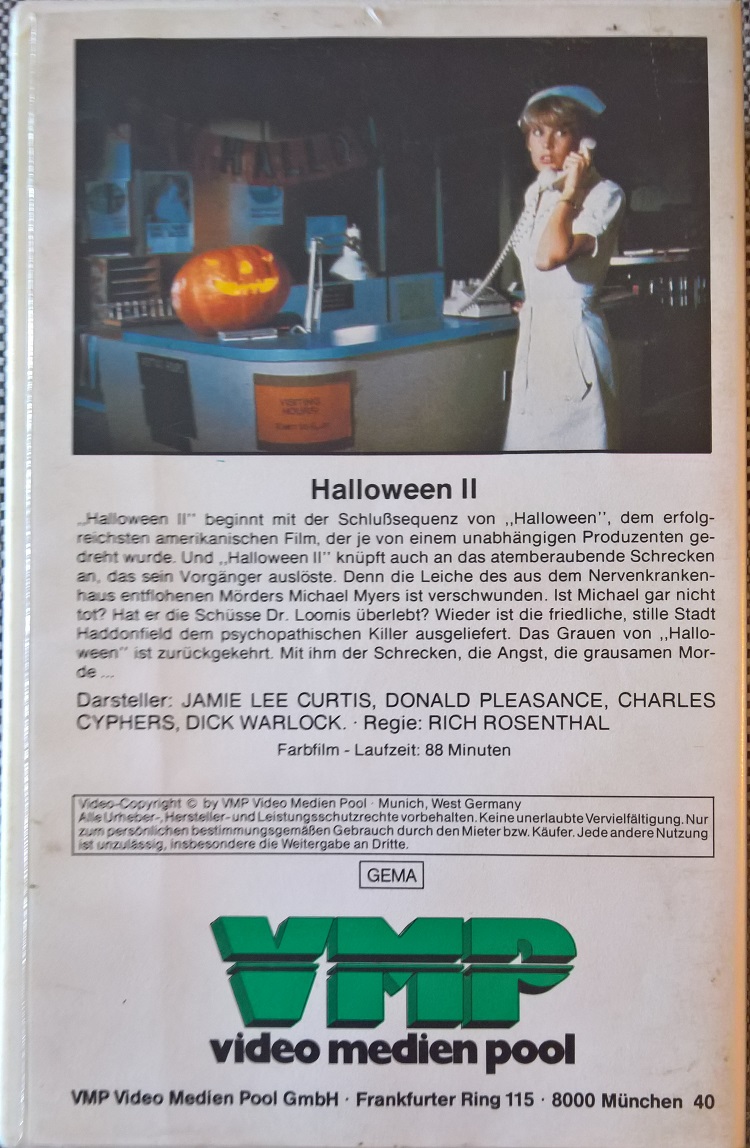 HALLO
VISITING
HOURS
Halloween II
„Halloween II" beginnt mit der Schlußsequenz von ,,Halloween", dem erfolg-
reichsten amerikanischen Film, der je von einem unabhängigen Produzenten ge-
dreht wurde. Und ,,Halloween II" knüpft auch an das atemberaubende Schrecken
an, das sein Vorgänger auslöste. Denn die Leiche des aus dem Nervenkranken-
haus entflohenen Mörders Michael Myers ist verschwunden. Ist Michael gar nicht
tot? Hat er die Schüsse Dr. Loomis überlebt? Wieder ist die friedliche, stille Stadt
Haddonfield dem psychopathischen Killer ausgeliefert. Das Grauen von ,,Hallo-
ween" ist zurückgekehrt. Mit ihm der Schrecken, die Angst, die grausamen Mor-
de ...
Darsteller: JAMIE LEE CURTIS, DONALD PLEASANCE, CHARLES
CYPHERS, DICK WARLOCK. · Regie: RICH ROSENTHAL
Farbfilm - Laufzeit: 88 Minuten
Video-Copyright © by VMP Video Medien Pool · Munich, West Germany
Alle Urheber-, Hersteller- und Leistungsschutzrechte vorbehalten. Keine unerlaubte Vervielfältigung. Nur
zum persönlichen bestimmungsgemäßen Gebrauch durch den Mieter bzw. Käufer. Jede andere Nutzung
ist unzulässig, insbesondere die Weitergabe an Dritte.
GEMA
VMP
video medien pool
VMP Video Medien Pool GmbH · Frankfurter Ring 115 · 8000 München 40